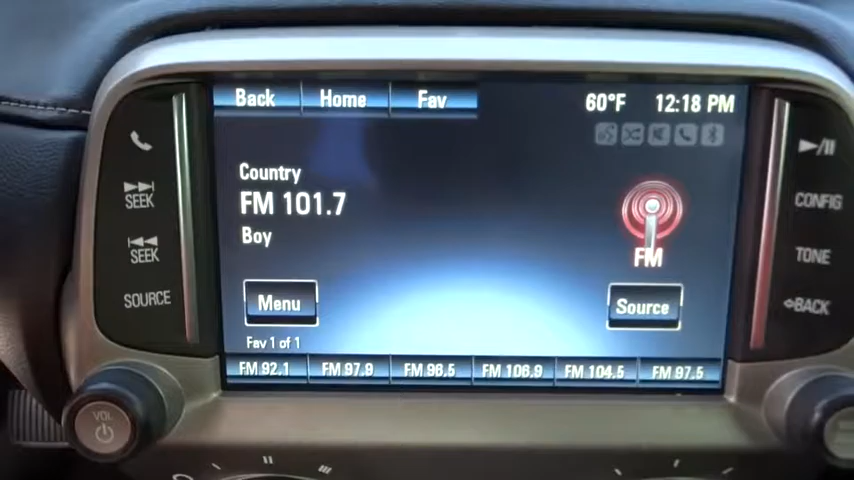 Back Home Fav 60°F 12:18 PM
SEEK
SEEK
SOURCE
Country
FM 101.7
Boy
FM
Menu
Source
Fav 1 of 1
FM 92.1 FM 97.9 FM 96.5 FM 106.9 FM 104.5 FM 97.5
CONFIG
TONE
BACK
VOL